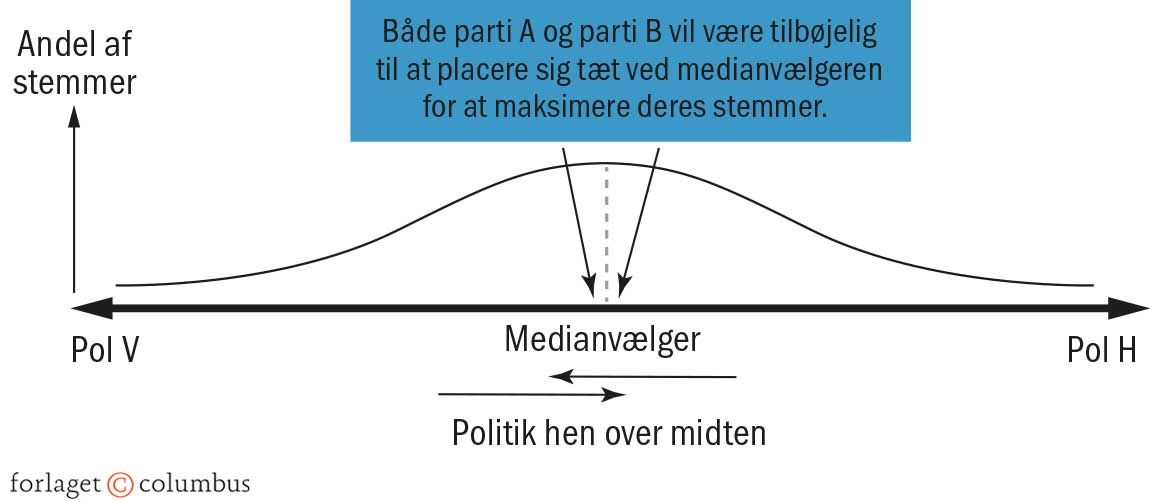 Andel af
stemmer
Både parti A og parti B vil være tilbøjelig
til at placere sig tæt ved medianvælgeren
for at maksimere deres stemmer.
Pol V
Medianvælger
Pol H
Politik hen over midten
forlaget © columbus